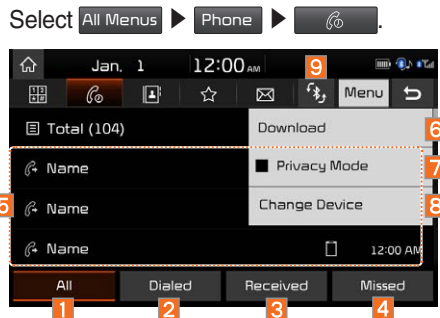 Select All Menus ▶ Phone ▶ .
Jan. 1 12:00 AM 9
Menu
Total (104) Download 6
Name Privacy Mode 7
5 Name Change Device 8
Name 12:00 AM
All Dialed Received Missed
1 2 3 4